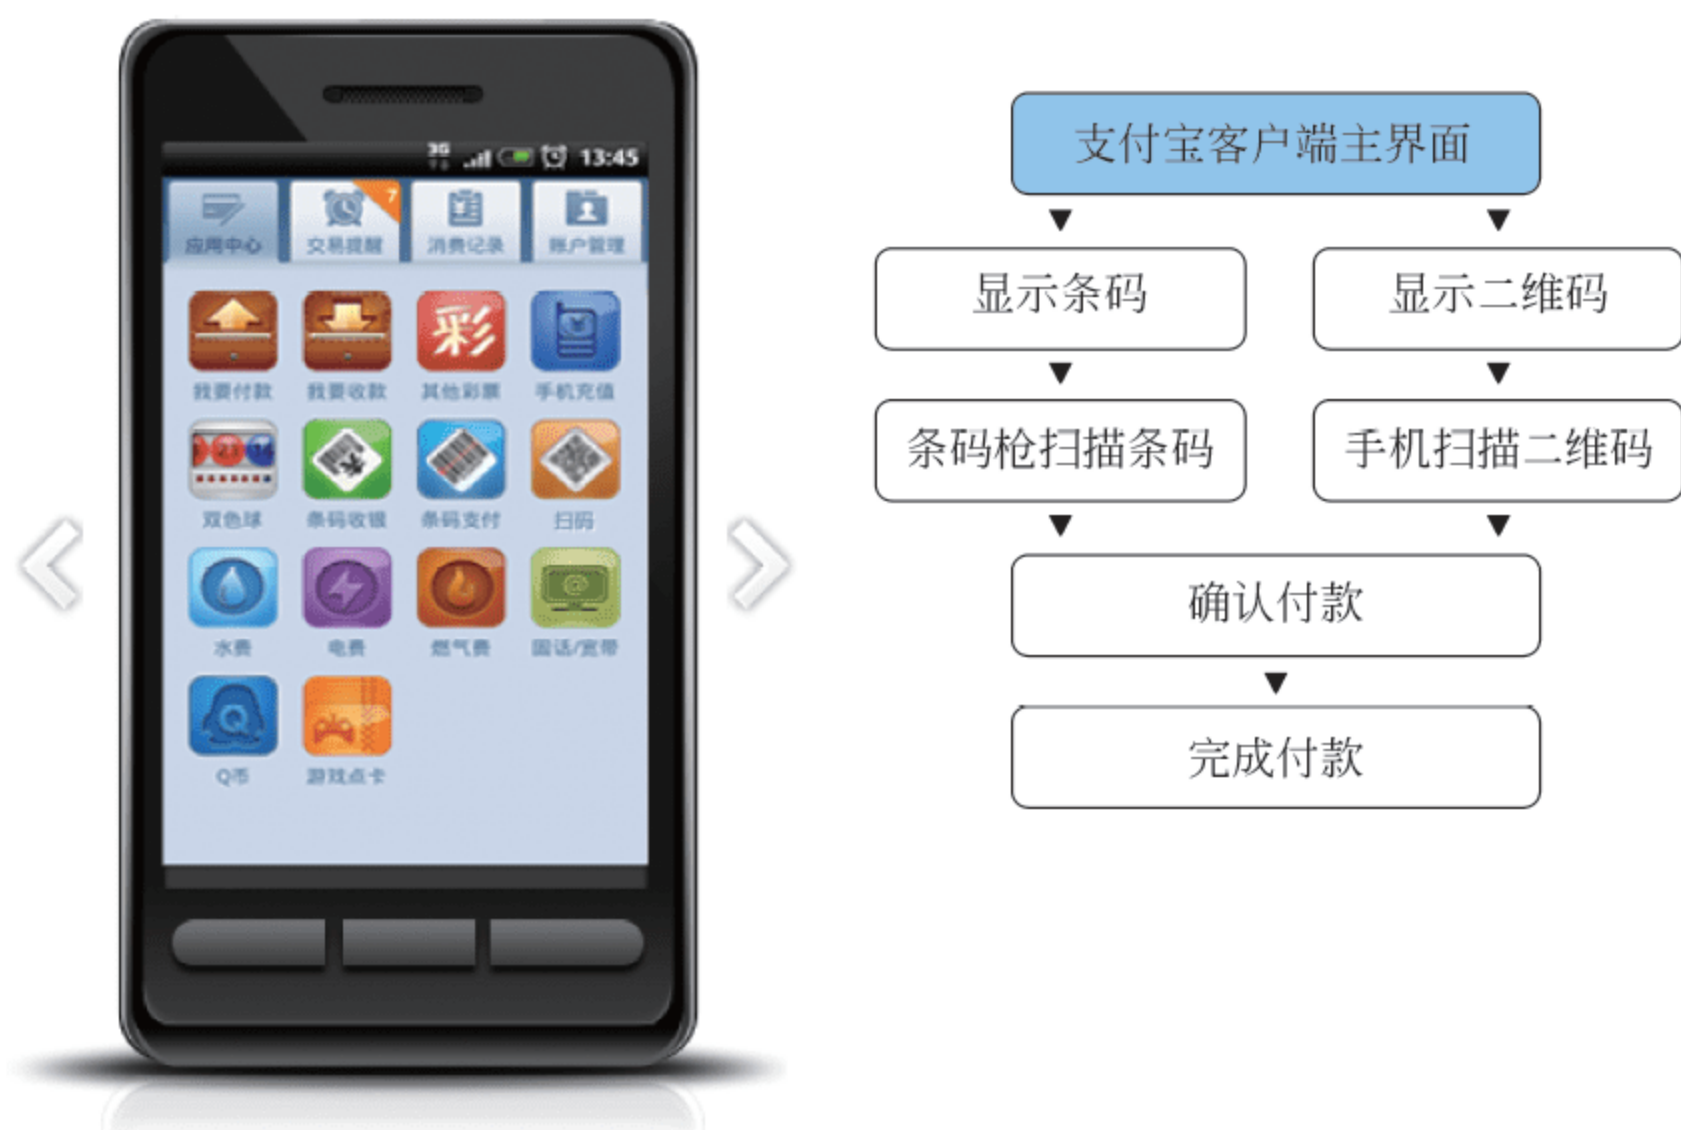 3G 13:45
应用中心 交易提醒 消费记录 账户管理
7
我要付款 我要收款 其他彩票 手机充值
彩
23 14
双色球 条码收银 条码支付 扫码
水费 电费 燃气费 固话/宽带
@
Q
Q币 游戏点卡
支付宝客户端主界面
显示条码 显示二维码
条码枪扫描条码 手机扫描二维码
确认付款
完成付款